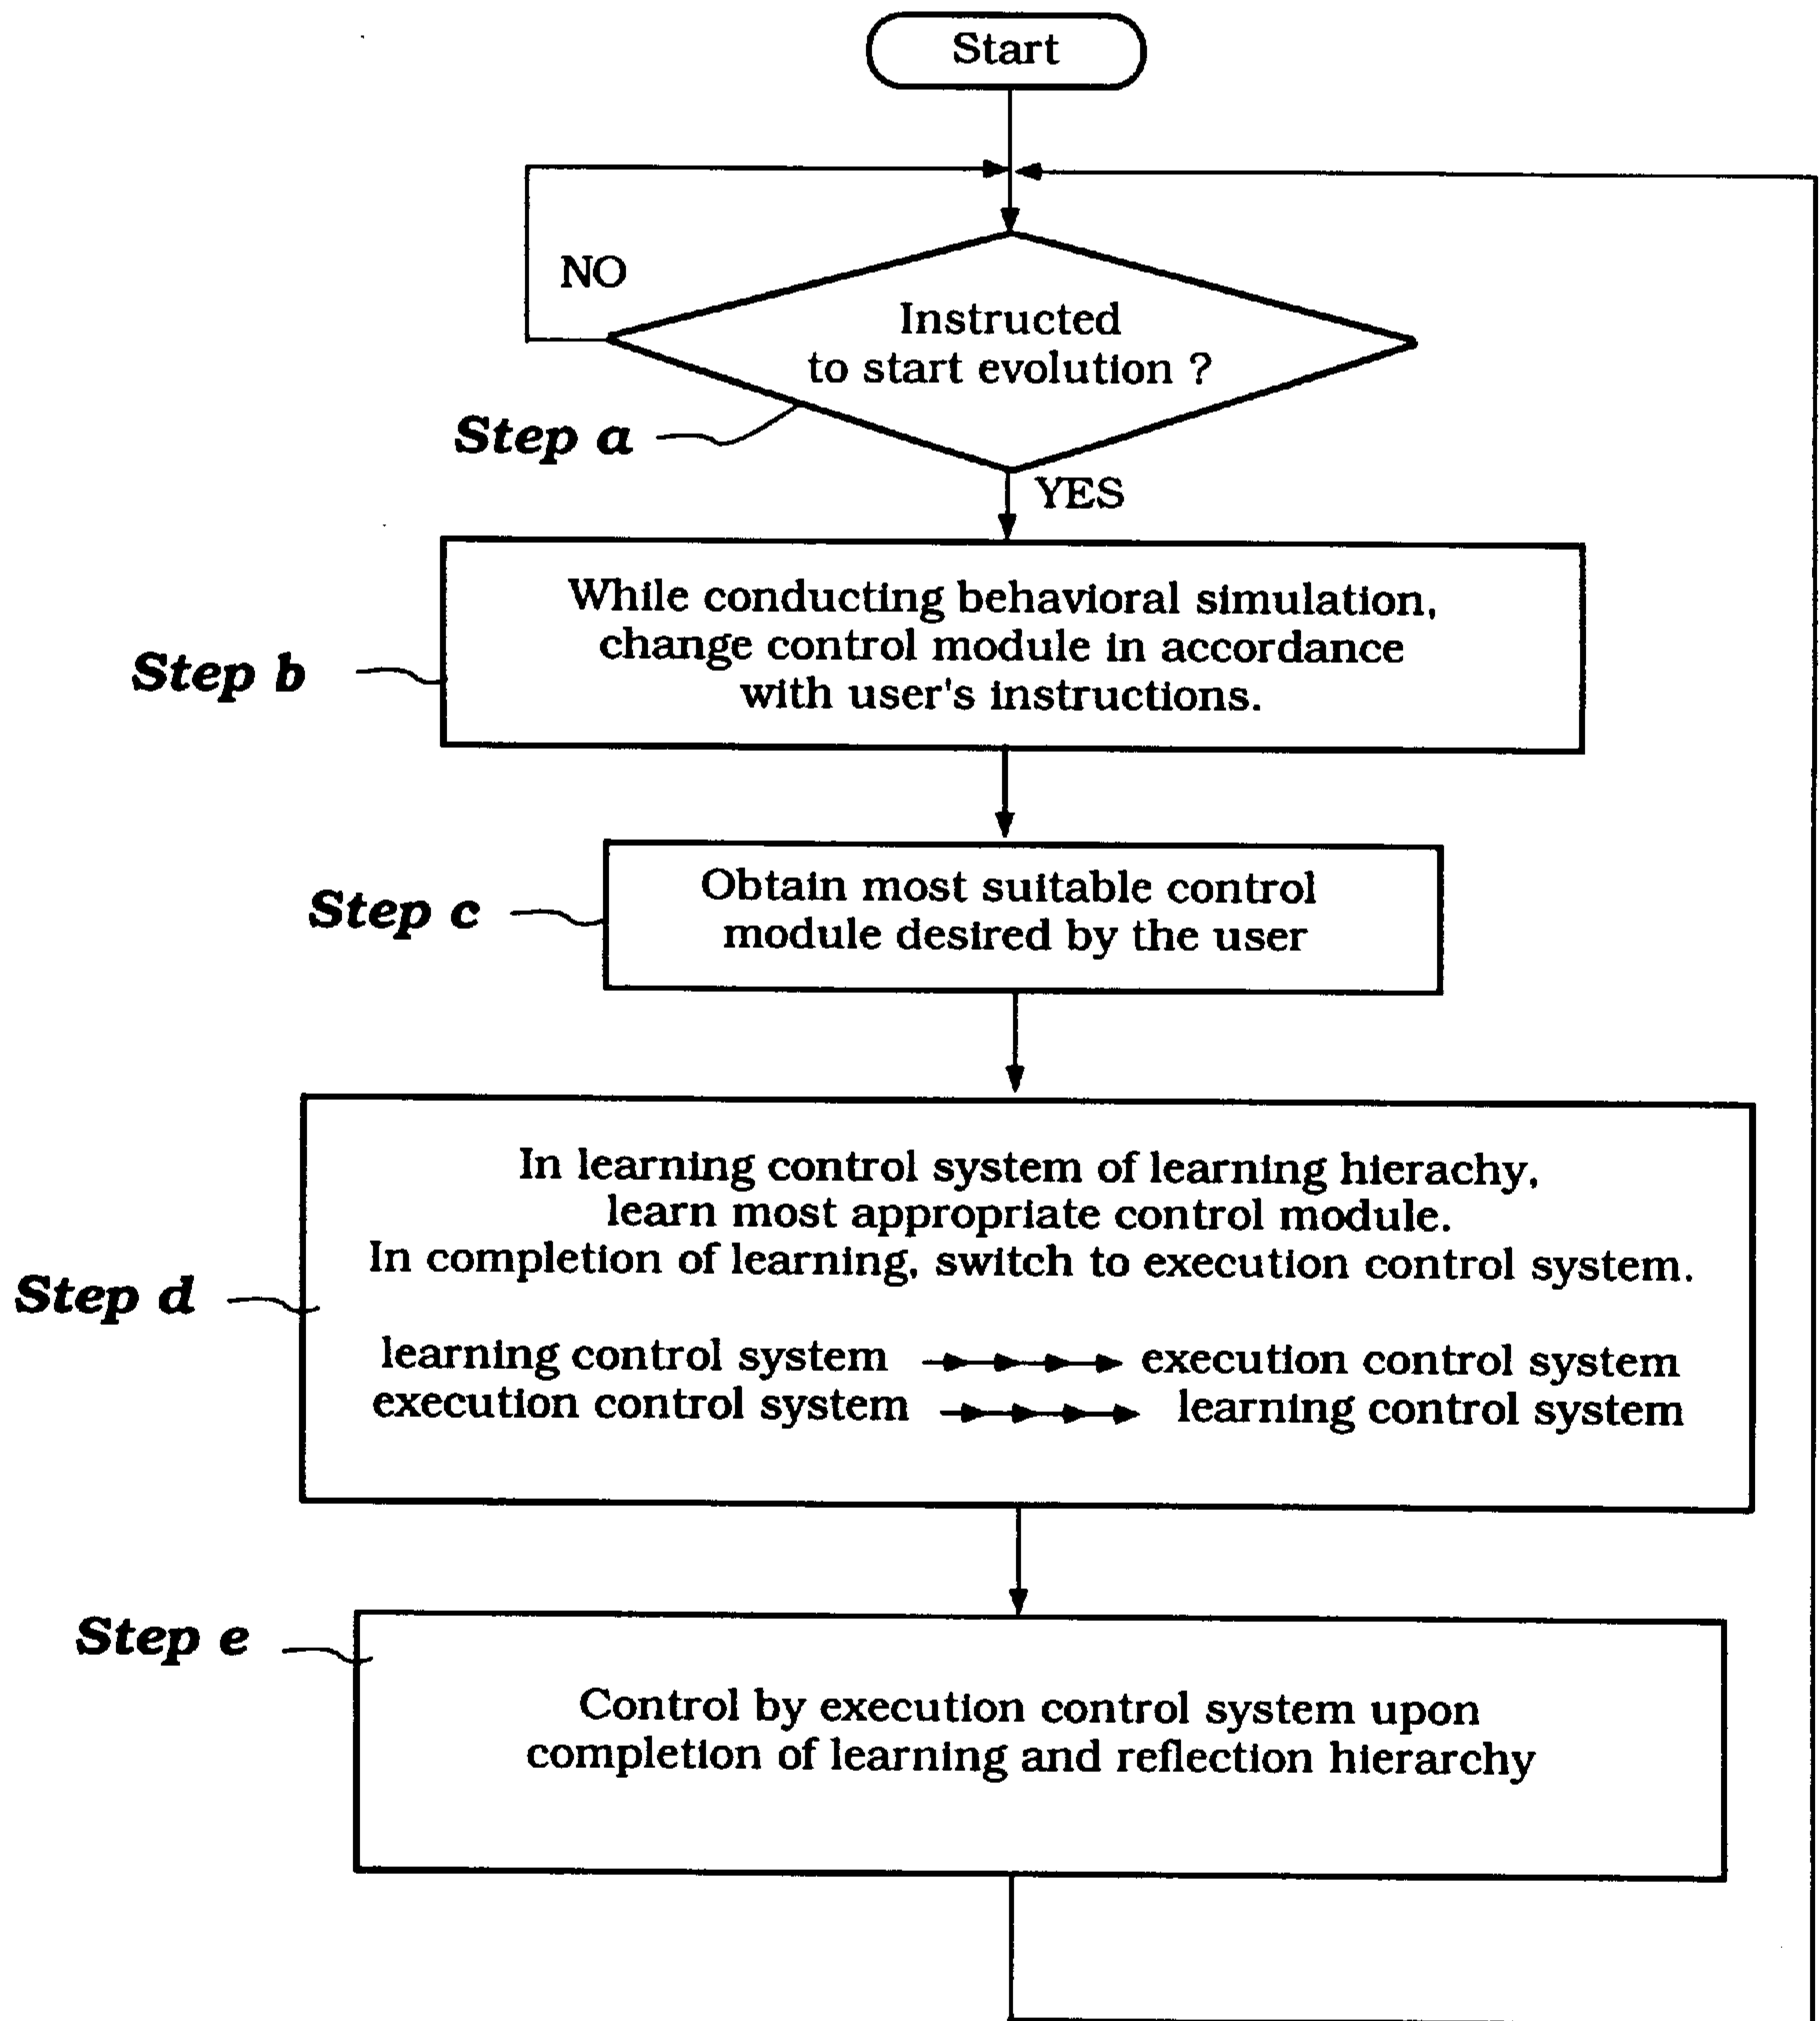 Start
NO
Instructed
to start evolution ?
Step a
YES
While conducting behavioral simulation,
change control module in accordance
with user's instructions.
Step b
Obtain most suitable control
module desired by the user
Step c
In learning control system of learning hierachy,
learn most appropriate control module.
In completion of learning, switch to execution control system.
Step d
learning control system execution control system
execution control system learning control system
Step e
Control by execution control system upon
completion of learning and reflection hierarchy